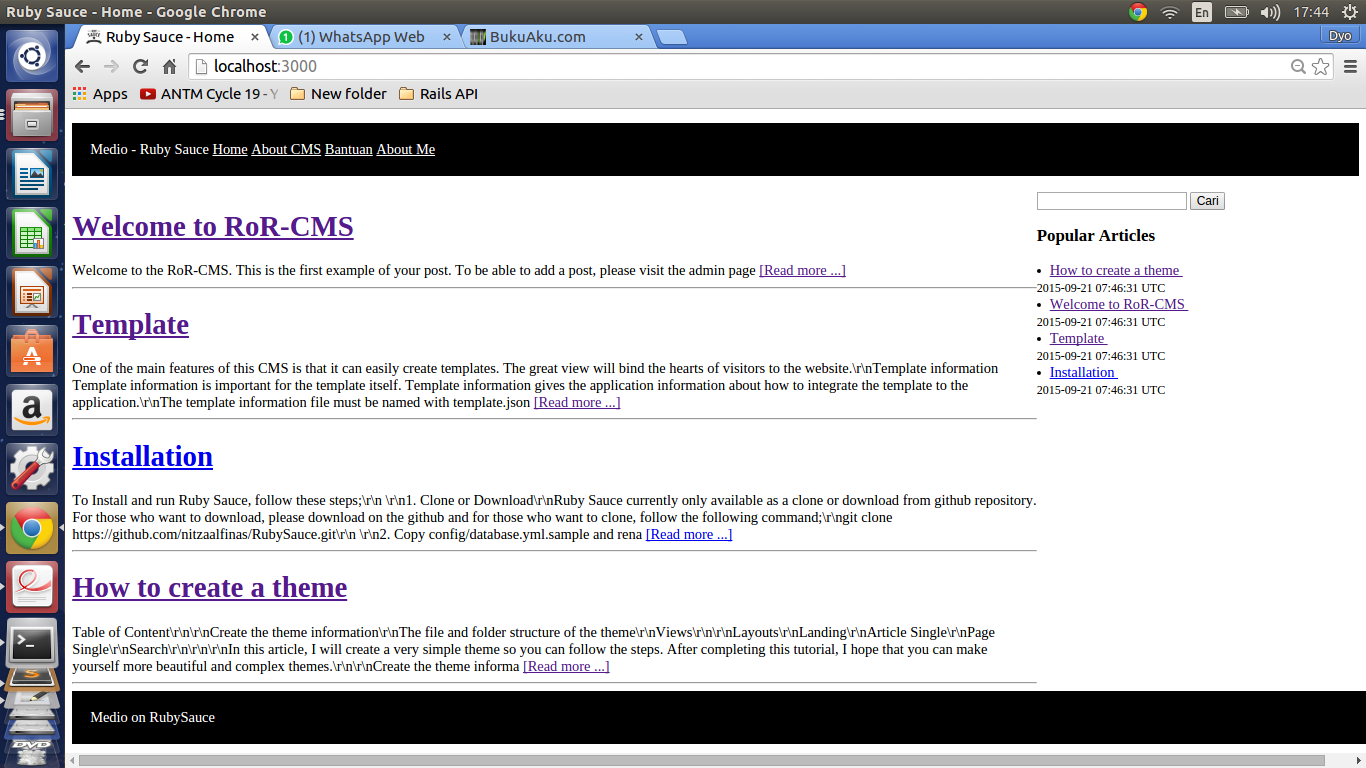 Ruby Sauce - Home - Google Chrome
En
17:44
Ruby Sauce - Home
(1) WhatsApp Web
BukuAku.com
Dyo
localhost:3000
Apps
ANTM Cycle 19 - Y
New folder
Rails API
Medio - Ruby Sauce Home About CMS Bantuan About Me
Welcome to RoR-CMS
Welcome to the RoR-CMS. This is the first example of your post. To be able to add a post, please visit the admin page [Read more ...]
Template
One of the main features of this CMS is that it can easily create templates. The great view will bind the hearts of visitors to the website.\r\nTemplate information
Template information is important for the template itself. Template information gives the application information about how to integrate the template to the
application.\r\nThe template information file must be named with template.json [Read more ...]
Installation
To Install and run Ruby Sauce, follow these steps;\r\n \r\n1. Clone or Download\r\nRuby Sauce currently only available as a clone or download from github repository.
For those who want to download, please download on the github and for those who want to clone, follow the following command;\r\ngit clone
https://github.com/nitzaalfinas/RubySauce.git\r\n \r\n2. Copy config/database.yml.sample and rena [Read more ...]
How to create a theme
Table of Content\r\n\r\nCreate the theme information\r\nThe file and folder structure of the theme\r\nViews\r\n\r\nLayouts\r\nLanding\r\nArticle Single\r\nPage
Single\r\nSearch\r\n\r\n\r\nIn this article, I will create a very simple theme so you can follow the steps. After completing this tutorial, I hope that you can make
yourself more beautiful and complex themes.\r\n\r\nCreate the theme informa [Read more ...]
Cari
Popular Articles
How to create a theme
2015-09-21 07:46:31 UTC
Welcome to RoR-CMS
2015-09-21 07:46:31 UTC
Template
2015-09-21 07:46:31 UTC
Installation
2015-09-21 07:46:31 UTC
Medio on RubySauce
DVD